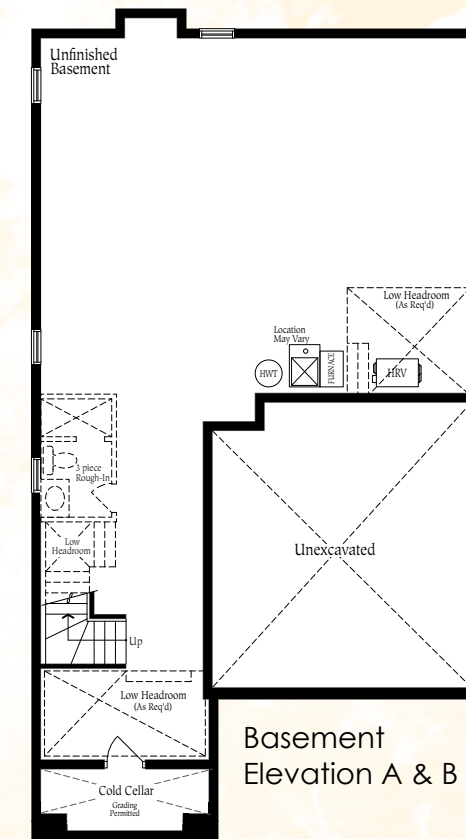 Unfinished
Basement
Low Headroom
(As Req'd)
Location
May Vary
HWT
FURNACE
HRV
3 piece
Rough-In
Low
Headroom
Unexcavated
Up
Low Headroom
(As Req'd)
Cold Cellar
Grading
Permitted
Basement
Elevation A & B